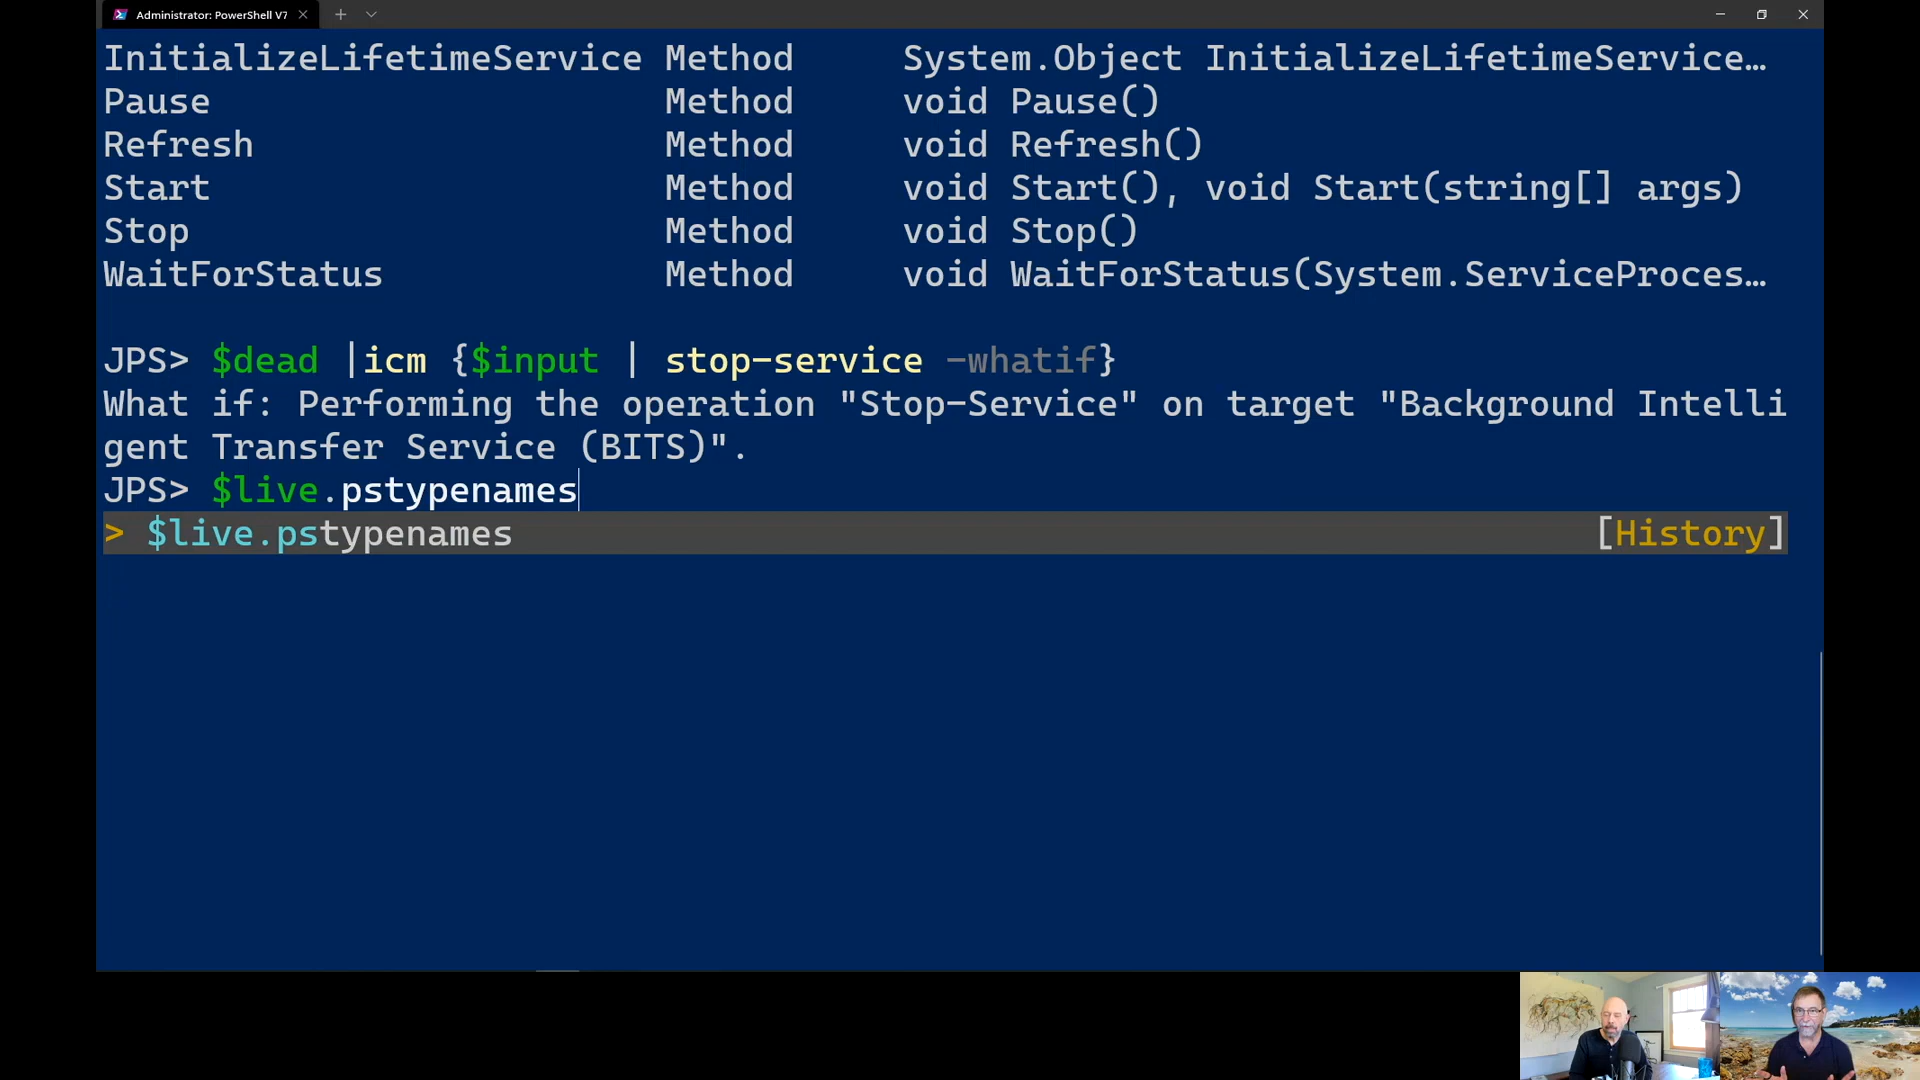 Administrator: PowerShell V7
InitializeLifetimeService Method System.Object InitializeLifetimeService…
Pause Method void Pause()
Refresh Method void Refresh()
Start Method void Start(), void Start(string[] args)
Stop Method void Stop()
WaitForStatus Method void WaitForStatus(System.ServiceProces…
JPS> $dead |icm {$input | stop-service -whatif}
What if: Performing the operation "Stop-Service" on target "Background Intelli
gent Transfer Service (BITS)".
JPS> $live.pstypenames
> $live.pstypenames [History]